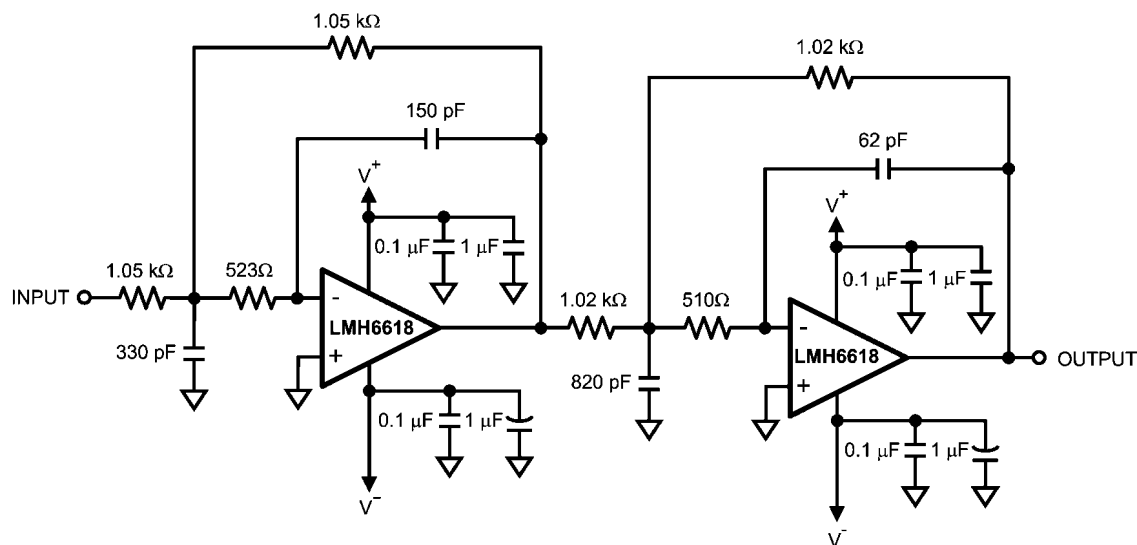 1.05 kΩ
1.02 kΩ
150 pF
62 pF
V+
V+
0.1 µF
1 µF
0.1 µF
1 µF
1.05 kΩ
523Ω
1.02 kΩ
510Ω
INPUT
-
LMH6618
+
330 pF
-
LMH6618
+
820 pF
OUTPUT
0.1 µF
1 µF
0.1 µF
1 µF
V−
V-